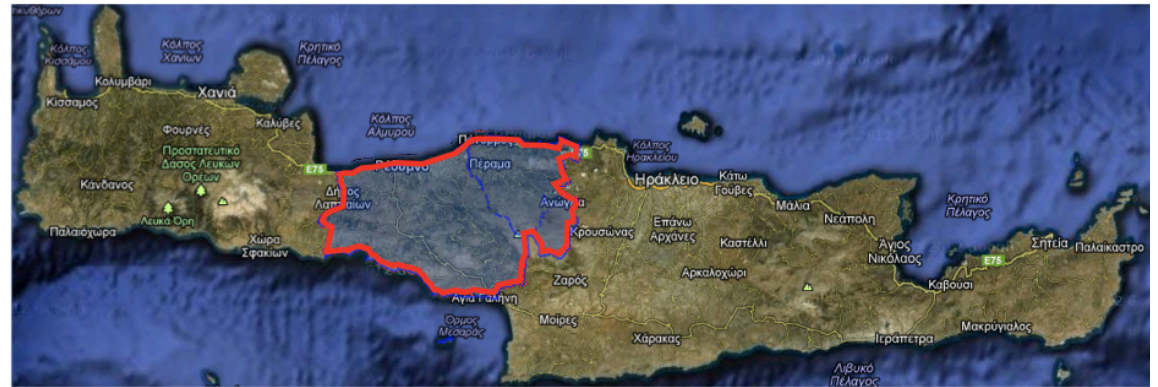 Κόλπος
Κισσάμου
Κόλπος
Χανίων
Κρητικό
Πέλαγος
Κολυμβάρι
Κίσσαμος
Χανιά
Καλύβες
Φουρνές
Προστατευτικό
Δάσος Λευκών
Ορέων
Κάνδανος
Λευκά Όρη
Παλαιόχωρα
Χώρα
Σφακίων
E75
Δήμος
Λαππαίων
Κόλπος
Αλμυρού
Πέραμα
Ανώγεια
Αγία Γαλήνη
Όρμος
Μεσαράς
E75
Κόλπος
Ηρακλείου
Ηράκλειο
Κάτω
Γούβες
Μάλια
Νεάπολη
Κρουσώνας
Επάνω
Αρχάνες
Καστέλλι
Ζαρός
Αρκαλοχώρι
Μοίρες
Χάρακας
Άγιος
Νικόλαος
Κρητικό
Πέλαγος
Σητεία
Παλαίκαστρο
E75
Καβούσι
Μακρύγιαλος
Ιεράπετρα
Λιβυκό
Πέλαγος